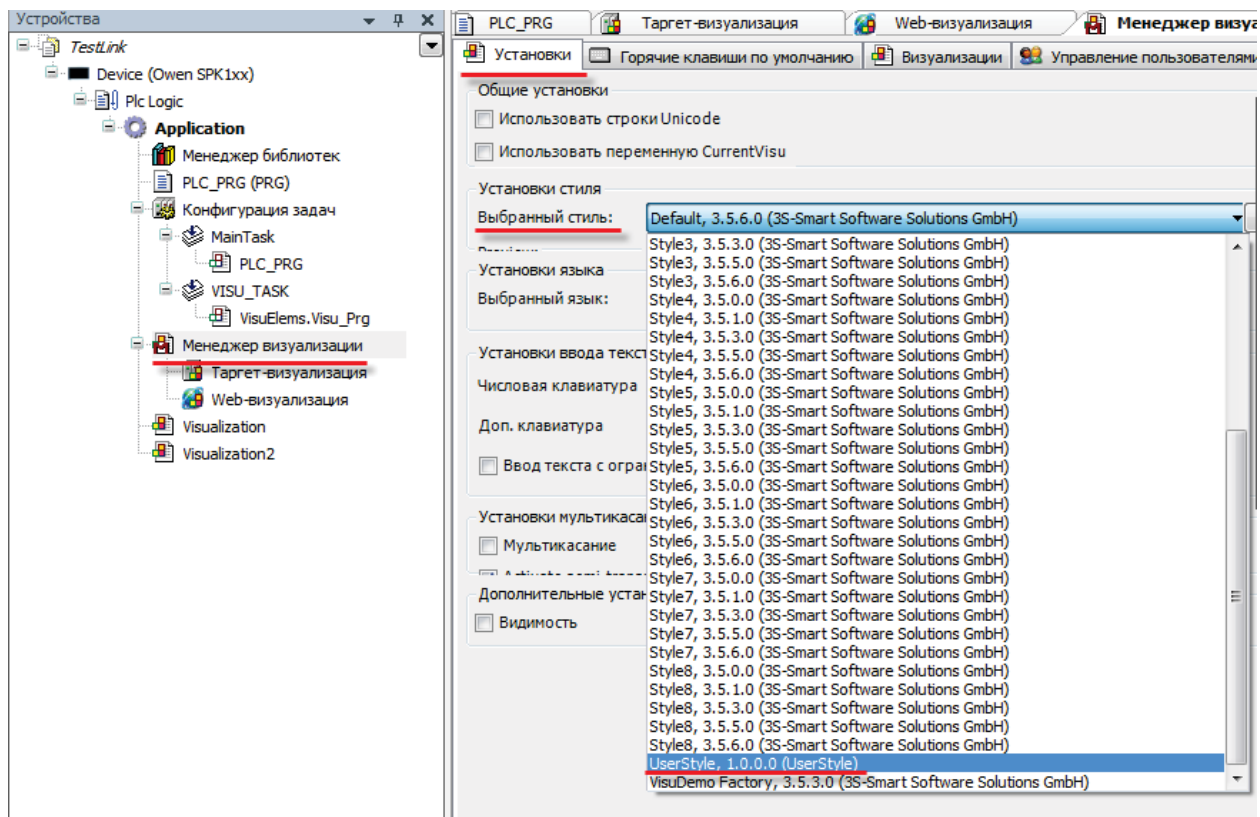 Устройства
TestLink
Device (Owen SPK1xx)
Plc Logic
Application
Менеджер библиотек
PLC_PRG (PRG)
Конфигурация задач
MainTask
PLC_PRG
VISU_TASK
VisuElems.Visu_Prg
Менеджер визуализации
Таргет-визуализация
Web-визуализация
Visualization
Visualization2
PLC_PRG Таргет-визуализация Web-визуализация Менеджер визуа
Установки Горячие клавиши по умолчанию Визуализации Управление пользователями
Общие установки
Использовать строки Unicode
Использовать переменную CurrentVisu
Установки стиля
Выбранный стиль: Default, 3.5.6.0 (3S-Smart Software Solutions GmbH)
Установки языка
Выбранный язык:
Установки ввода текст
Числовая клавиатура
Доп. клавиатура
Ввод текста с огра
Установки мультикаса
Мультикасание
Дополнительные устан
Видимость
Style3, 3.5.3.0 (3S-Smart Software Solutions GmbH)
Style3, 3.5.5.0 (3S-Smart Software Solutions GmbH)
Style3, 3.5.6.0 (3S-Smart Software Solutions GmbH)
Style4, 3.5.0.0 (3S-Smart Software Solutions GmbH)
Style4, 3.5.1.0 (3S-Smart Software Solutions GmbH)
Style4, 3.5.3.0 (3S-Smart Software Solutions GmbH)
Style4, 3.5.5.0 (3S-Smart Software Solutions GmbH)
Style4, 3.5.6.0 (3S-Smart Software Solutions GmbH)
Style5, 3.5.0.0 (3S-Smart Software Solutions GmbH)
Style5, 3.5.1.0 (3S-Smart Software Solutions GmbH)
Style5, 3.5.3.0 (3S-Smart Software Solutions GmbH)
Style5, 3.5.5.0 (3S-Smart Software Solutions GmbH)
Style5, 3.5.6.0 (3S-Smart Software Solutions GmbH)
Style6, 3.5.0.0 (3S-Smart Software Solutions GmbH)
Style6, 3.5.1.0 (3S-Smart Software Solutions GmbH)
Style6, 3.5.3.0 (3S-Smart Software Solutions GmbH)
Style6, 3.5.5.0 (3S-Smart Software Solutions GmbH)
Style6, 3.5.6.0 (3S-Smart Software Solutions GmbH)
Style7, 3.5.0.0 (3S-Smart Software Solutions GmbH)
Style7, 3.5.1.0 (3S-Smart Software Solutions GmbH)
Style7, 3.5.3.0 (3S-Smart Software Solutions GmbH)
Style7, 3.5.5.0 (3S-Smart Software Solutions GmbH)
Style7, 3.5.6.0 (3S-Smart Software Solutions GmbH)
Style8, 3.5.0.0 (3S-Smart Software Solutions GmbH)
Style8, 3.5.1.0 (3S-Smart Software Solutions GmbH)
Style8, 3.5.3.0 (3S-Smart Software Solutions GmbH)
Style8, 3.5.5.0 (3S-Smart Software Solutions GmbH)
Style8, 3.5.6.0 (3S-Smart Software Solutions GmbH)
UserStyle, 1.0.0.0 (UserStyle)
VisuDemo Factory, 3.5.3.0 (3S-Smart Software Solutions GmbH)